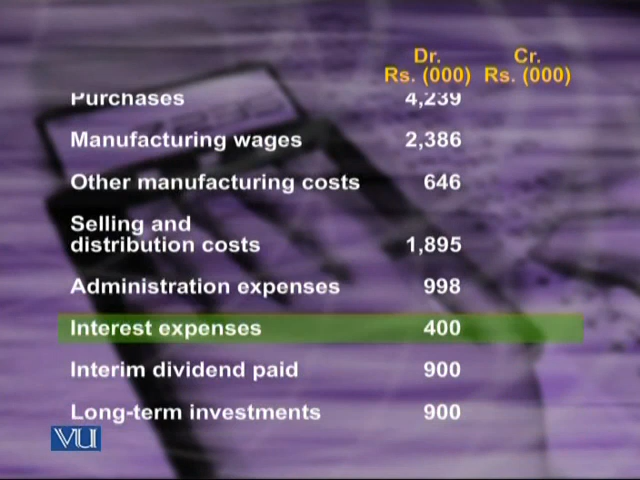 Dr. Cr.
Rs. (000) Rs. (000)
Purchases 4,239
Manufacturing wages 2,386
Other manufacturing costs 646
Selling and
distribution costs 1,895
Administration expenses 998
Interest expenses 400
Interim dividend paid 900
Long-term investments 900
VU